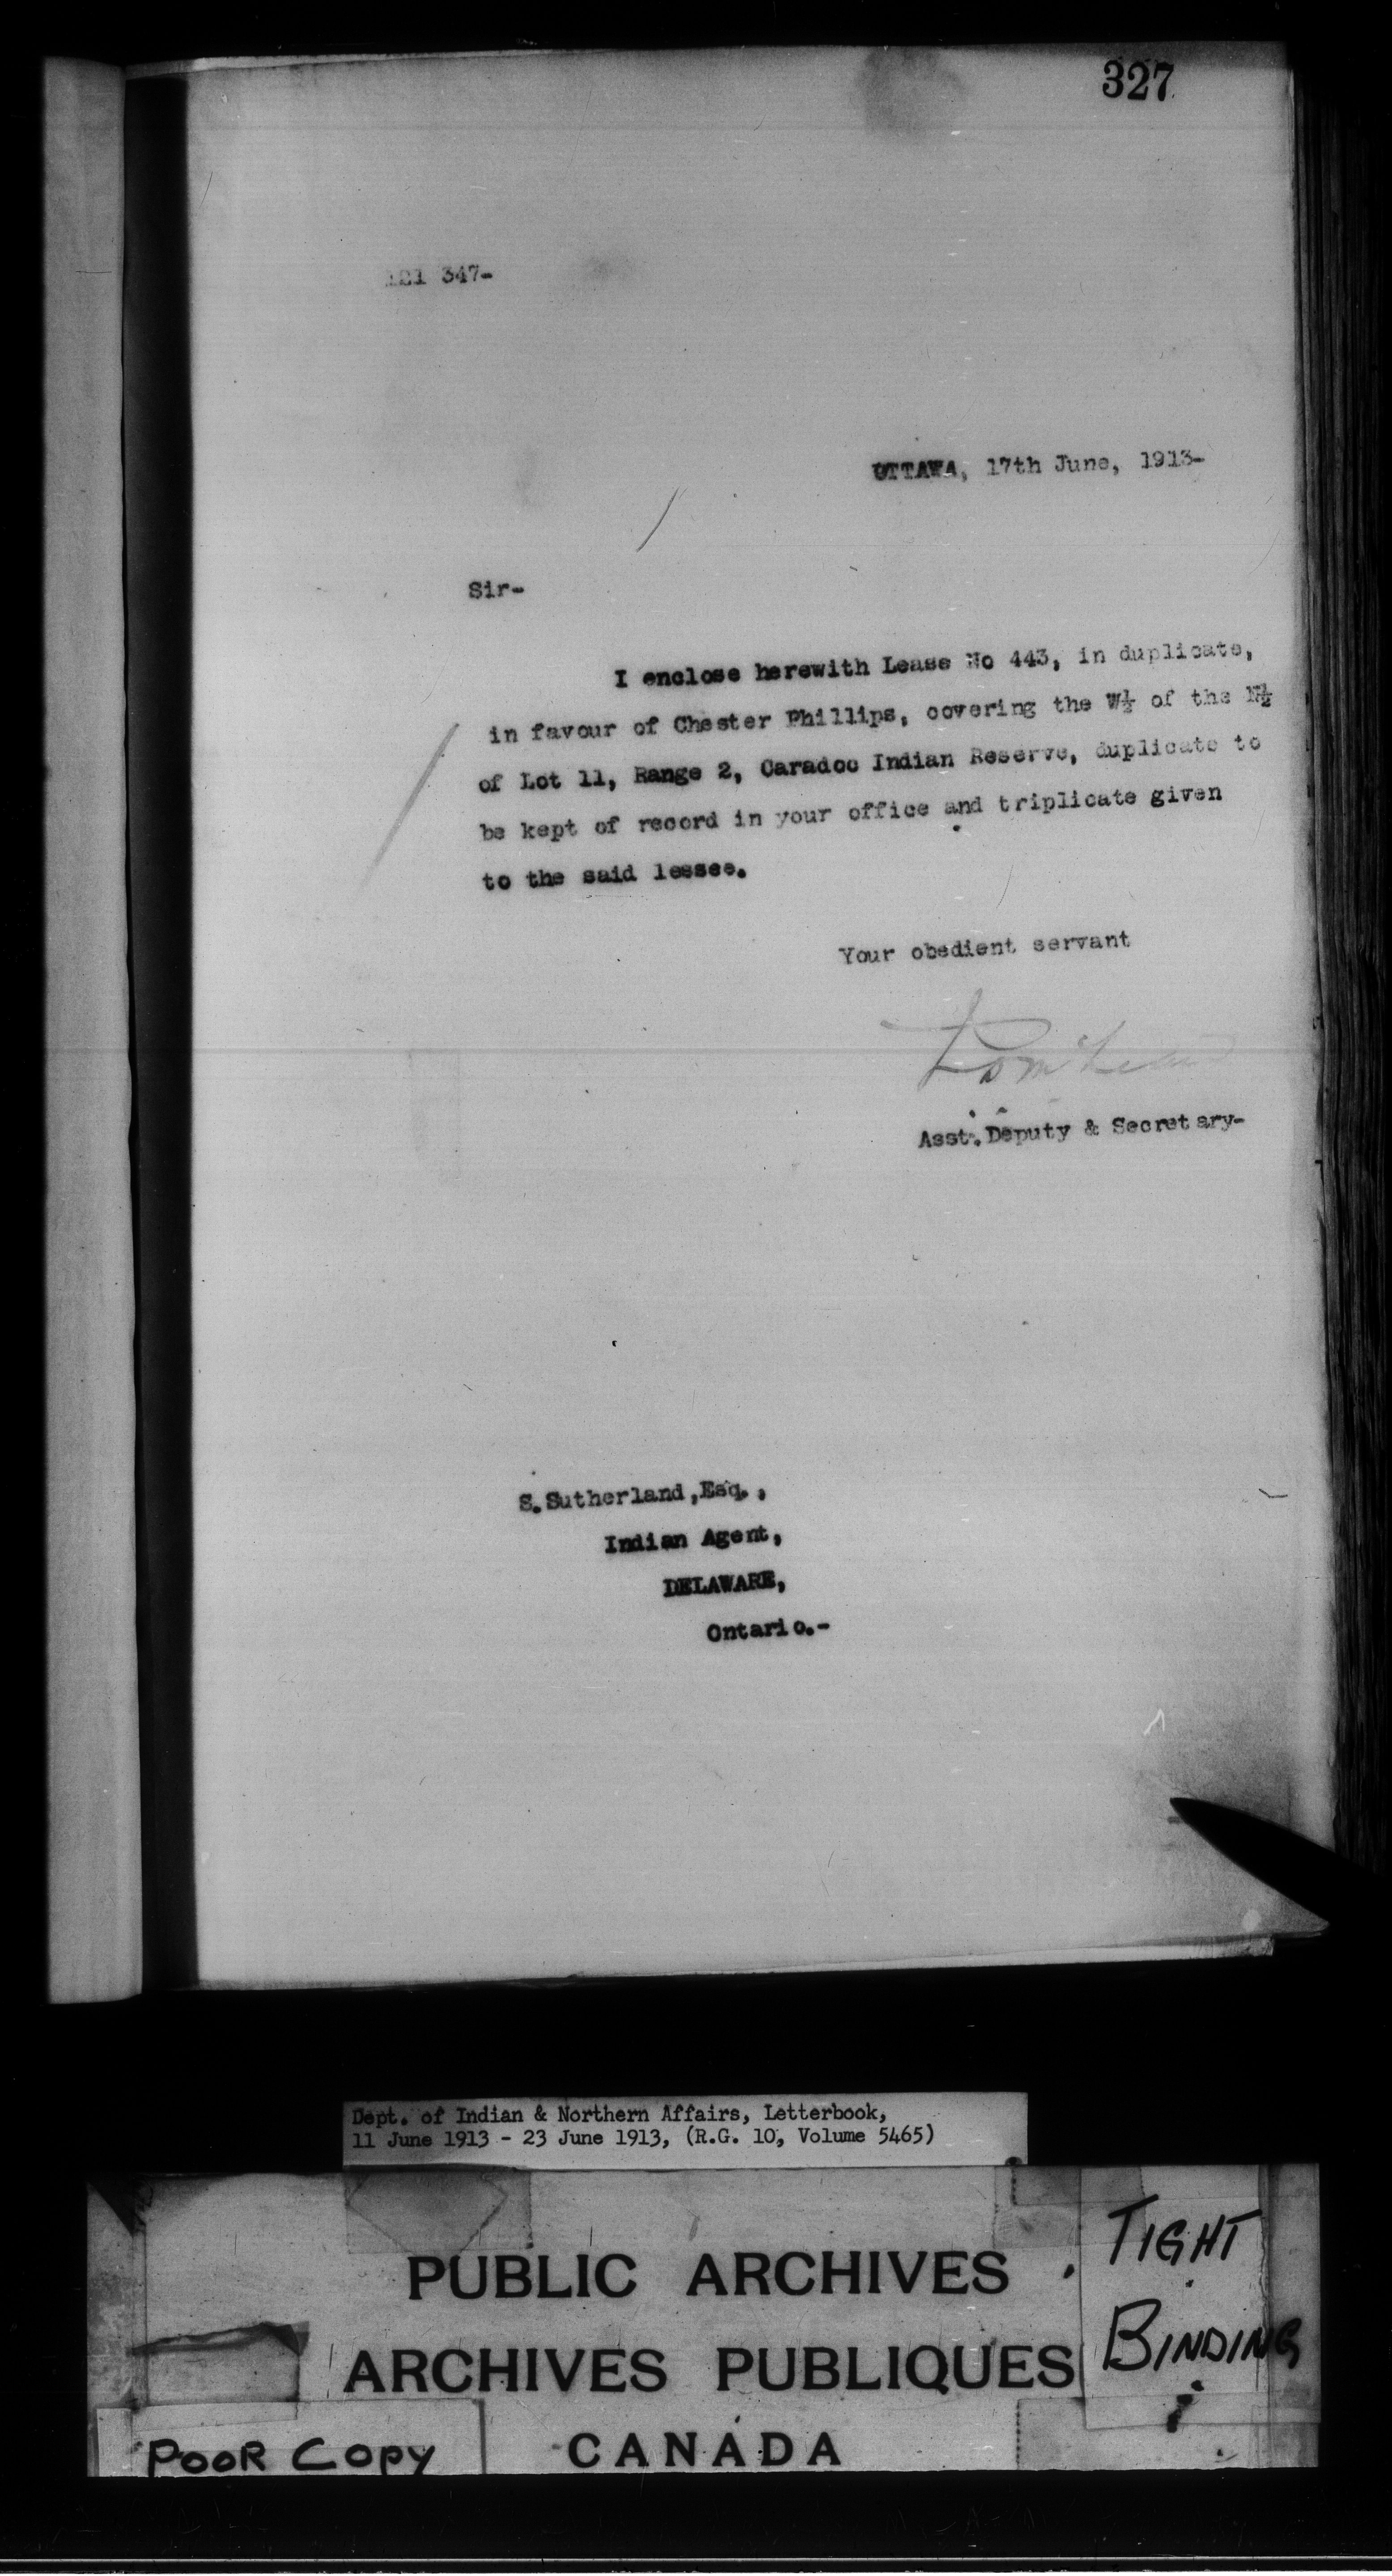 327
121 347-
OTTAWA, 17th June, 1913-
Sir-
I enclose herewith Lease No 443, in duplicate,
in favour of Chester Phillips, covering the W½ of the N½
of Lot 11, Range 2, Caradoc Indian Reserve, duplicate to
be kept of record in your office and triplicate given
to the said lessee.
Your obedient servant
Asst. Deputy & Secretary-
S. Sutherland, Esq.,
Indian Agent,
DELAWARE,
Ontario.-
Dept. of Indian & Northern Affairs, Letterbook,
11 June 1913 - 23 June 1913, (R.G. 10, Volume 5465)
PUBLIC ARCHIVES
ARCHIVES PUBLIQUES
CANADA
TIGHT
BINDING
POOR COPY